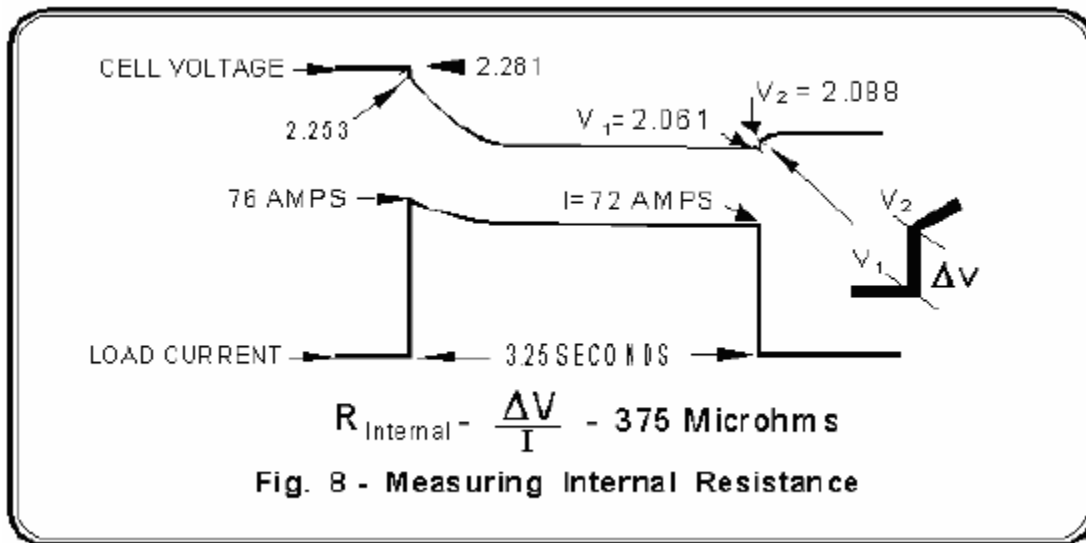 CELL VOLTAGE
2.281
2.253
V₁= 2.061
V₂ = 2.088
76 AMPS
I= 72 AMPS
V₂
V₁
ΔV
LOAD CURRENT
3.25 SECONDS
R Internal - ΔV/I - 375 Microhms
Fig. 8 - Measuring Internal Resistance